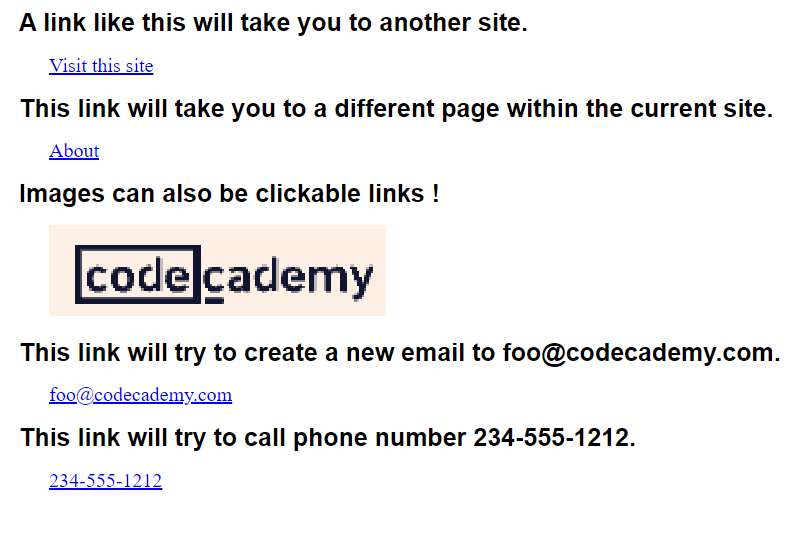 A link like this will take you to another site.
Visit this site
This link will take you to a different page within the current site.
About
Images can also be clickable links !
codecademy
This link will try to create a new email to foo@codecademy.com.
foo@codecademy.com
This link will try to call phone number 234-555-1212.
234-555-1212